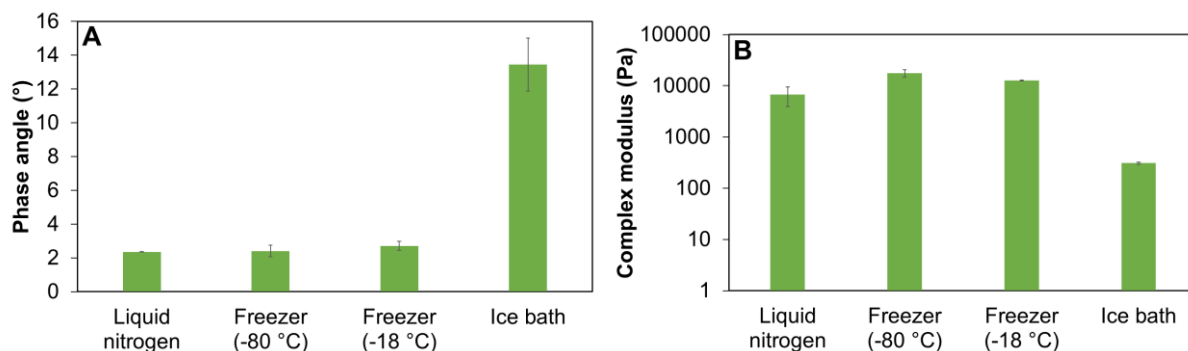 A
Phase angle (°)
16
14
12
10
8
6
4
2
0
Liquid
nitrogen
Freezer
(-80 °C)
Freezer
(-18 °C)
Ice bath
B
Complex modulus (Pa)
100000
10000
1000
100
10
1
Liquid
nitrogen
Freezer
(-80 °C)
Freezer
(-18 °C)
Ice bath